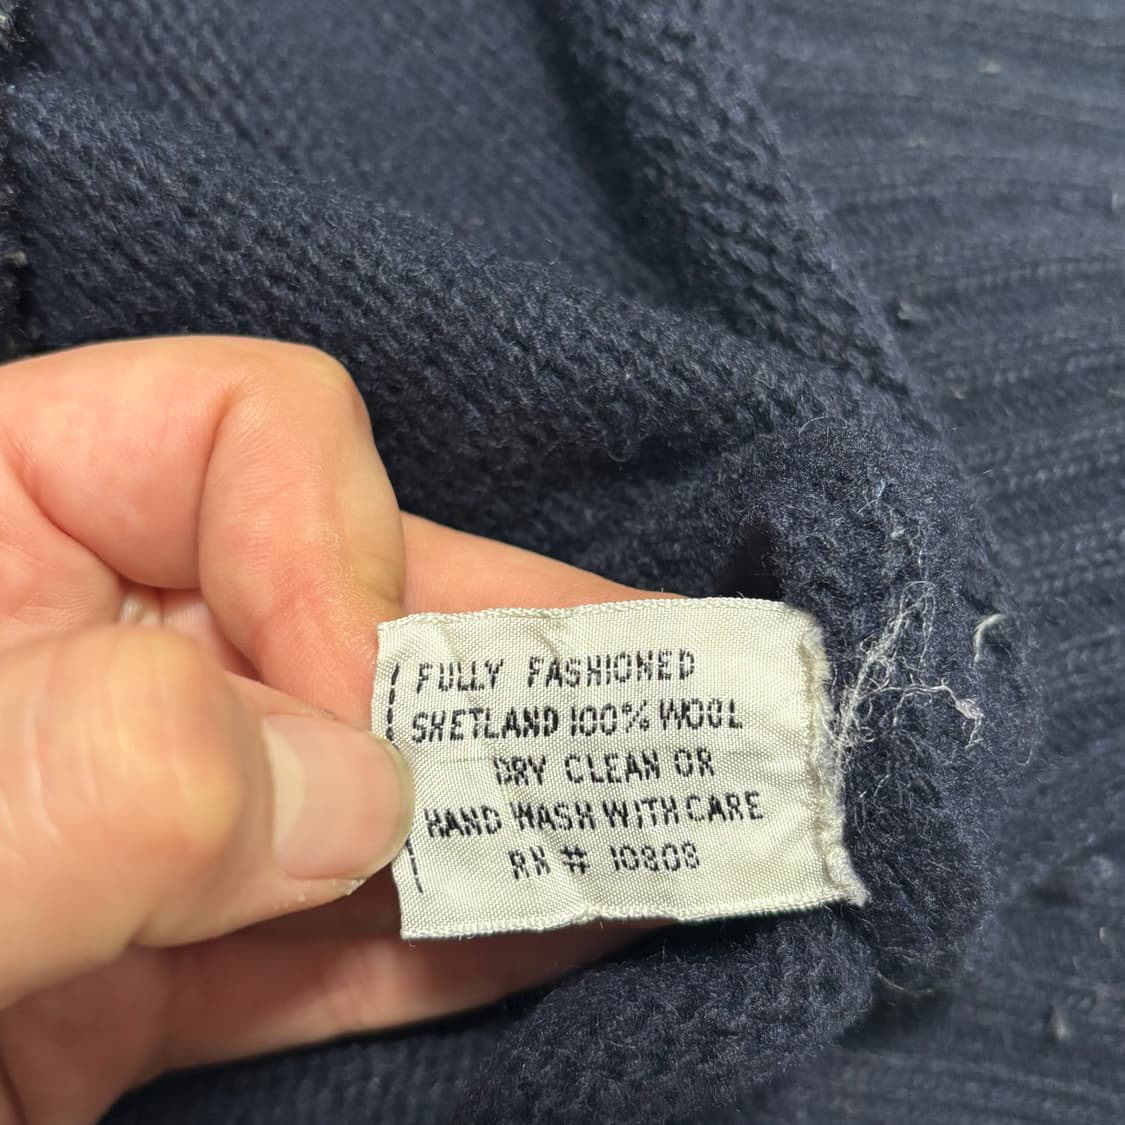 FULLY FASHIONED
SHETLAND 100% WOOL
DRY CLEAN OR
HAND WASH WITH CARE
RN # 10808